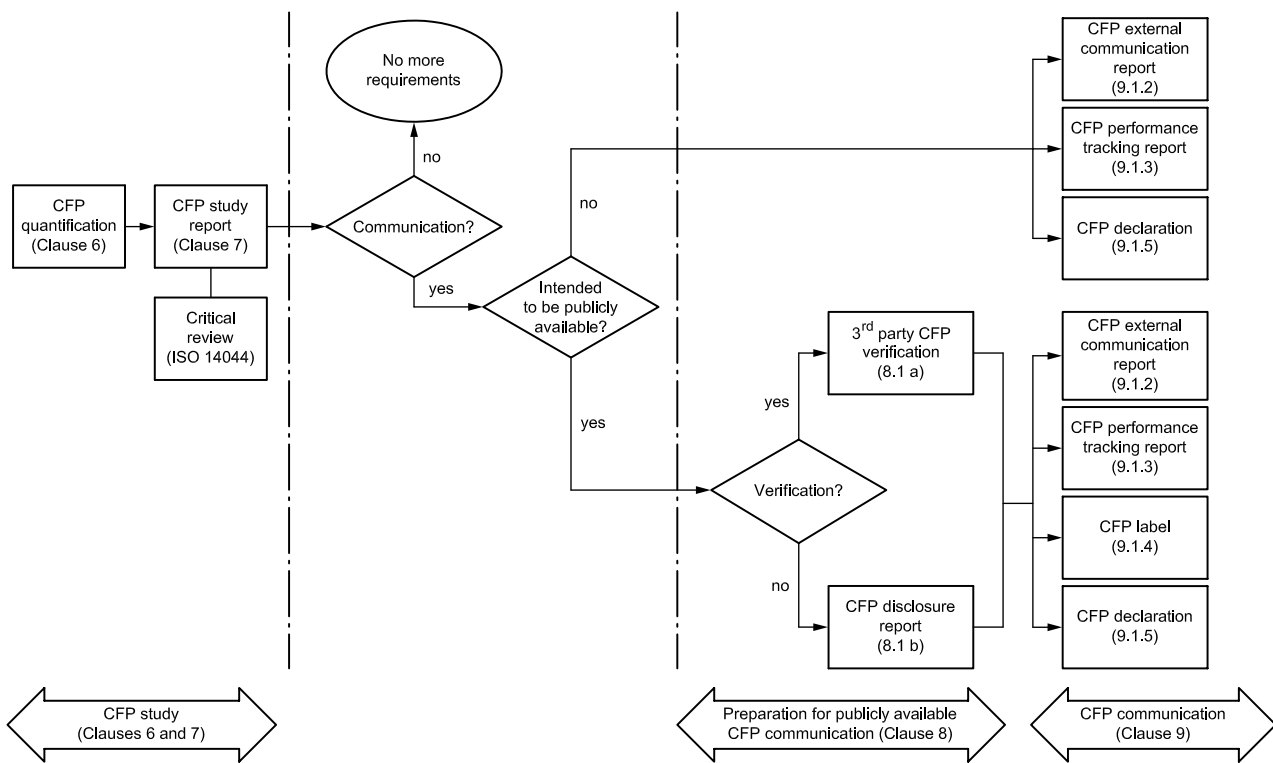 CFP
quantification
(Clause 6)
CFP study
report
(Clause 7)
Critical
review
(ISO 14044)
No more
requirements
no
Communication?
yes
Intended
to be publicly
available?
no
yes
CFP external
communication
report
(9.1.2)
CFP performance
tracking report
(9.1.3)
CFP declaration
(9.1.5)
Verification?
yes
no
3rd party CFP
verification
(8.1 a)
CFP disclosure
report
(8.1 b)
CFP external
communication
report
(9.1.2)
CFP performance
tracking report
(9.1.3)
CFP label
(9.1.4)
CFP declaration
(9.1.5)
CFP study
(Clauses 6 and 7)
Preparation for publicly available
CFP communication (Clause 8)
CFP communication
(Clause 9)